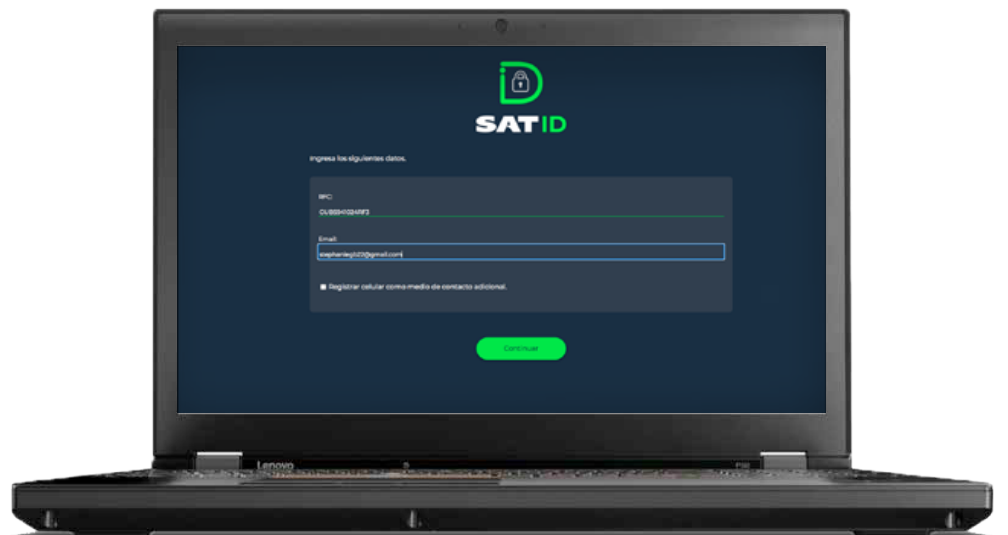 SAT ID
Ingresa los siguientes datos.
RFC:
Email:
Registrar celular como medio de contacto adicional.
Continuar
Lenovo